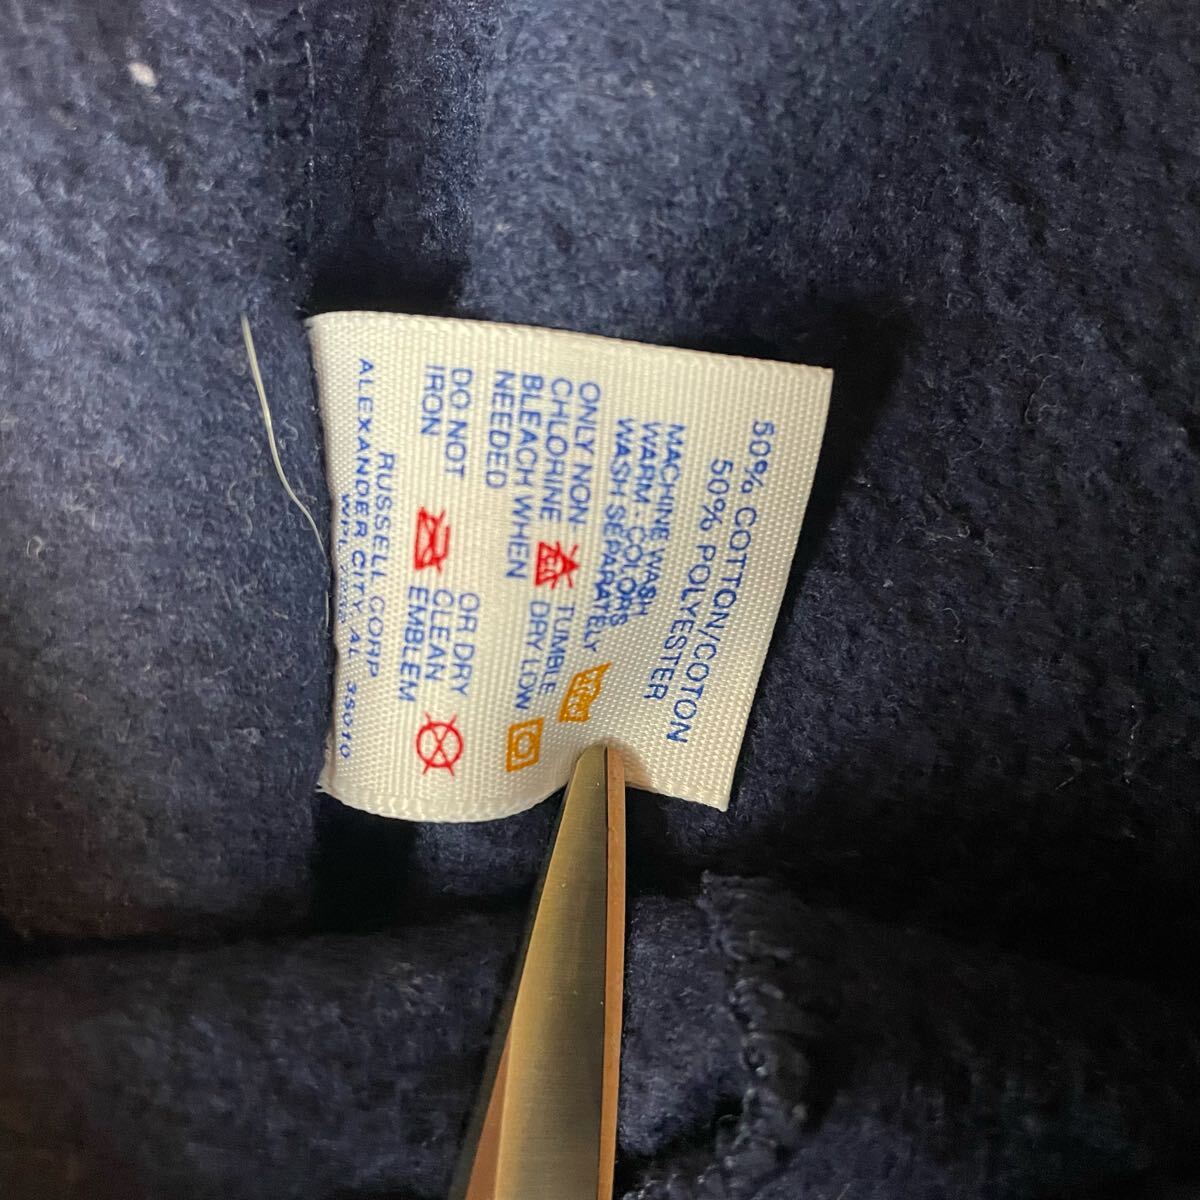 50% COTTON/COTON
50% POLYESTER
MACHINE WASH
WARM - COLORS
WASH SEPARATELY
ONLY NON-
CHLORINE
BLEACH WHEN
NEEDED
TUMBLE
DRY LOW
DO NOT
IRON
OR DRY
CLEAN
EMBLEM
RUSSELL CORP
ALEXANDER CITY AL 35010